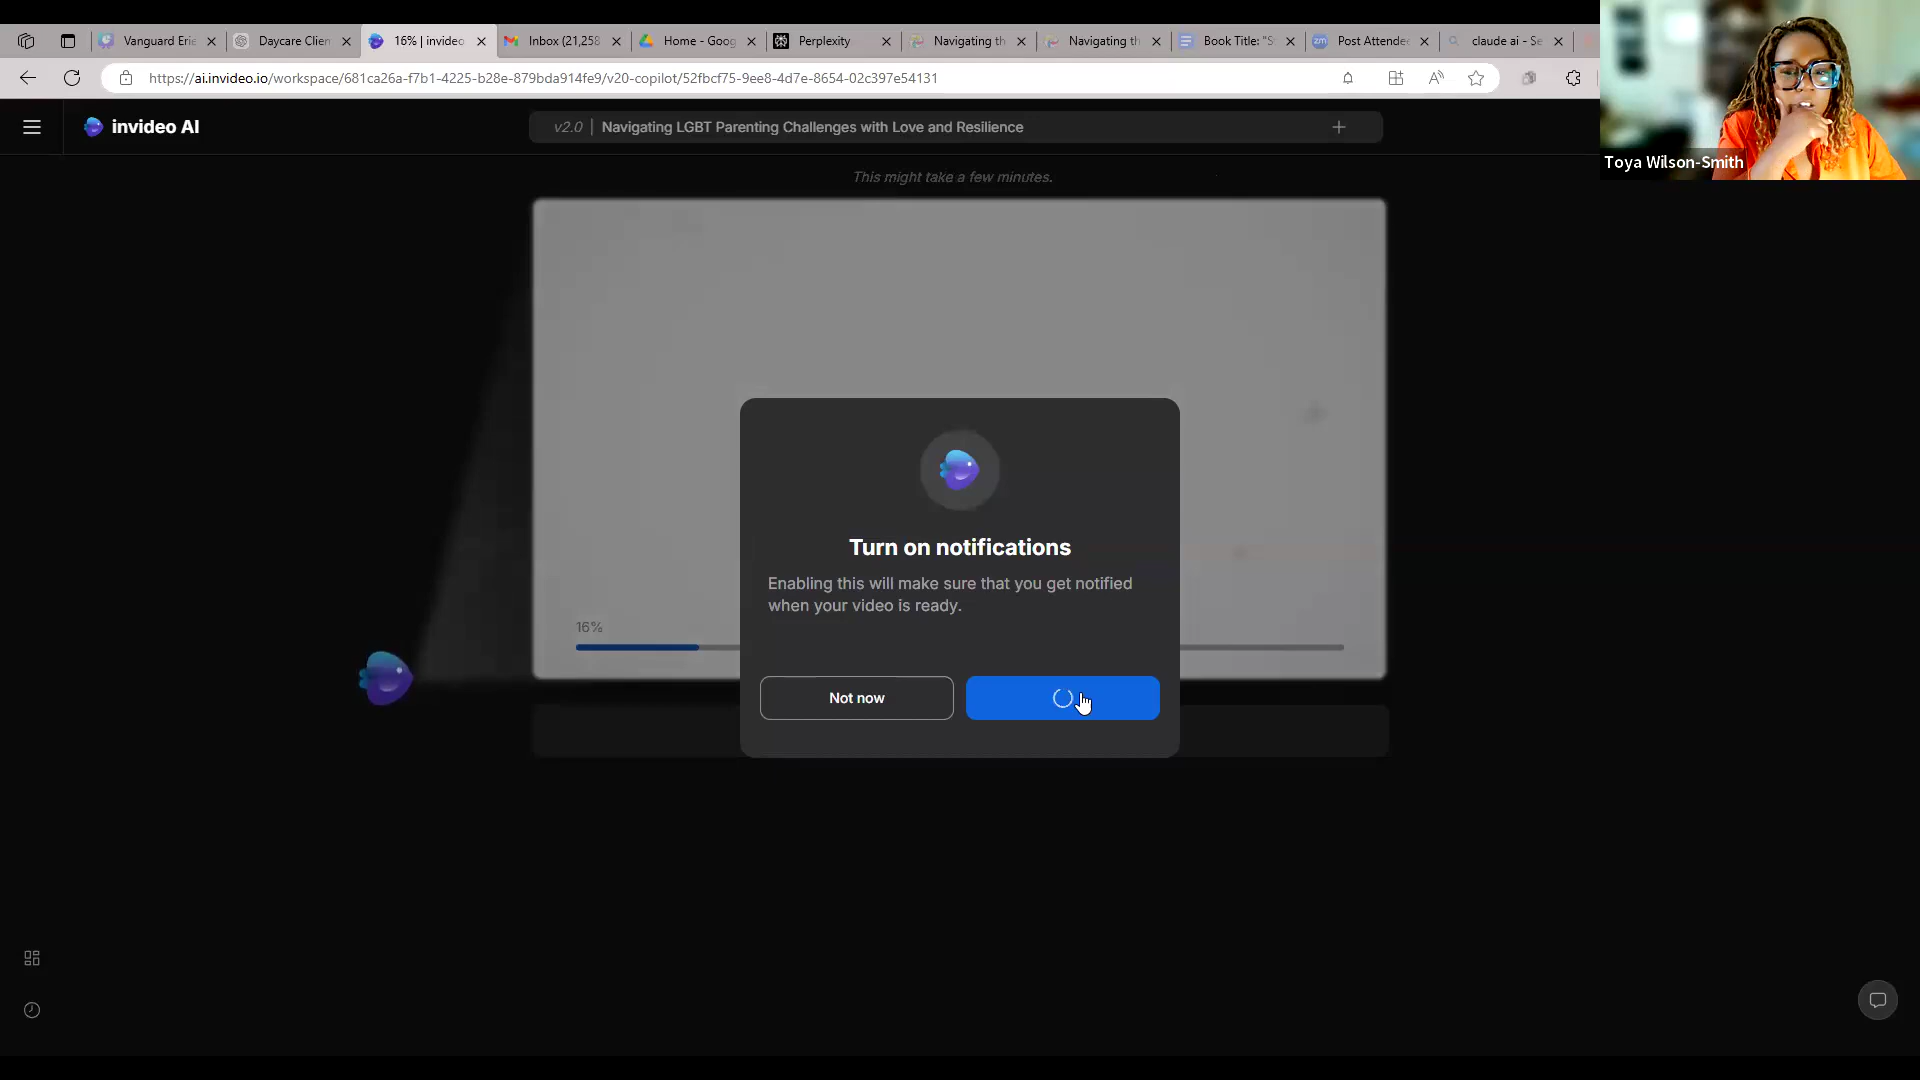 Vanguard Erie
Daycare Clien
16% | invideo
Inbox (21,258
Home - Goog
Perplexity
Navigating th
Navigating th
Book Title: "S
zm
Post Attendee
claude ai - Se
https://ai.invideo.io/workspace/681ca26a-f7b1-4225-b28e-879bda914fe9/v20-copilot/52fbcf75-9ee8-4d7e-8654-02c397e54131
invideo AI
v2.0 | Navigating LGBT Parenting Challenges with Love and Resilience
Toya Wilson-Smith
This might take a few minutes.
Turn on notifications
Enabling this will make sure that you get notified
when your video is ready.
16%
Not now